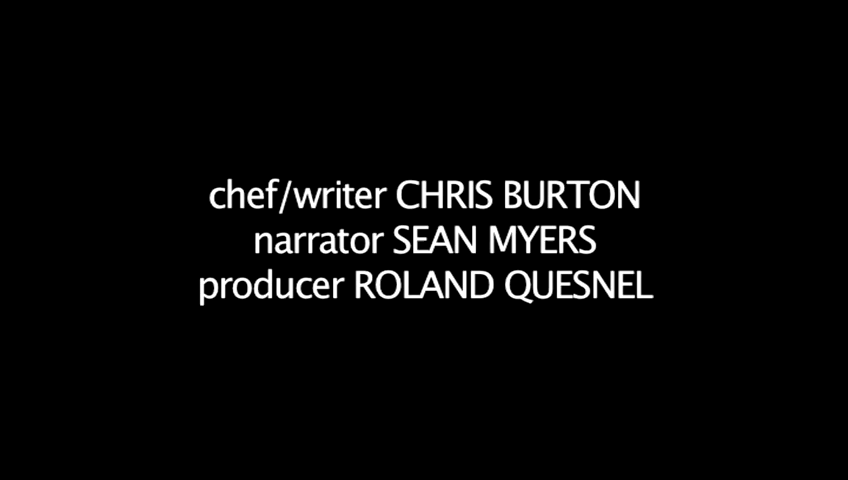 chef/writer CHRIS BURTON
narrator SEAN MYERS
producer ROLAND QUESNEL